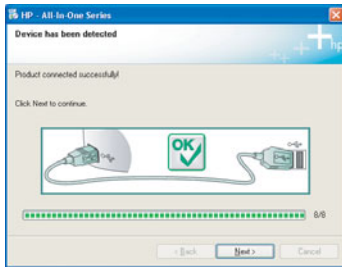 HP - All-In-One Series
Device has been detected
hp
Product connected successfully!
Click Next to continue.
OK
8/8
< Back
Next >
Cancel